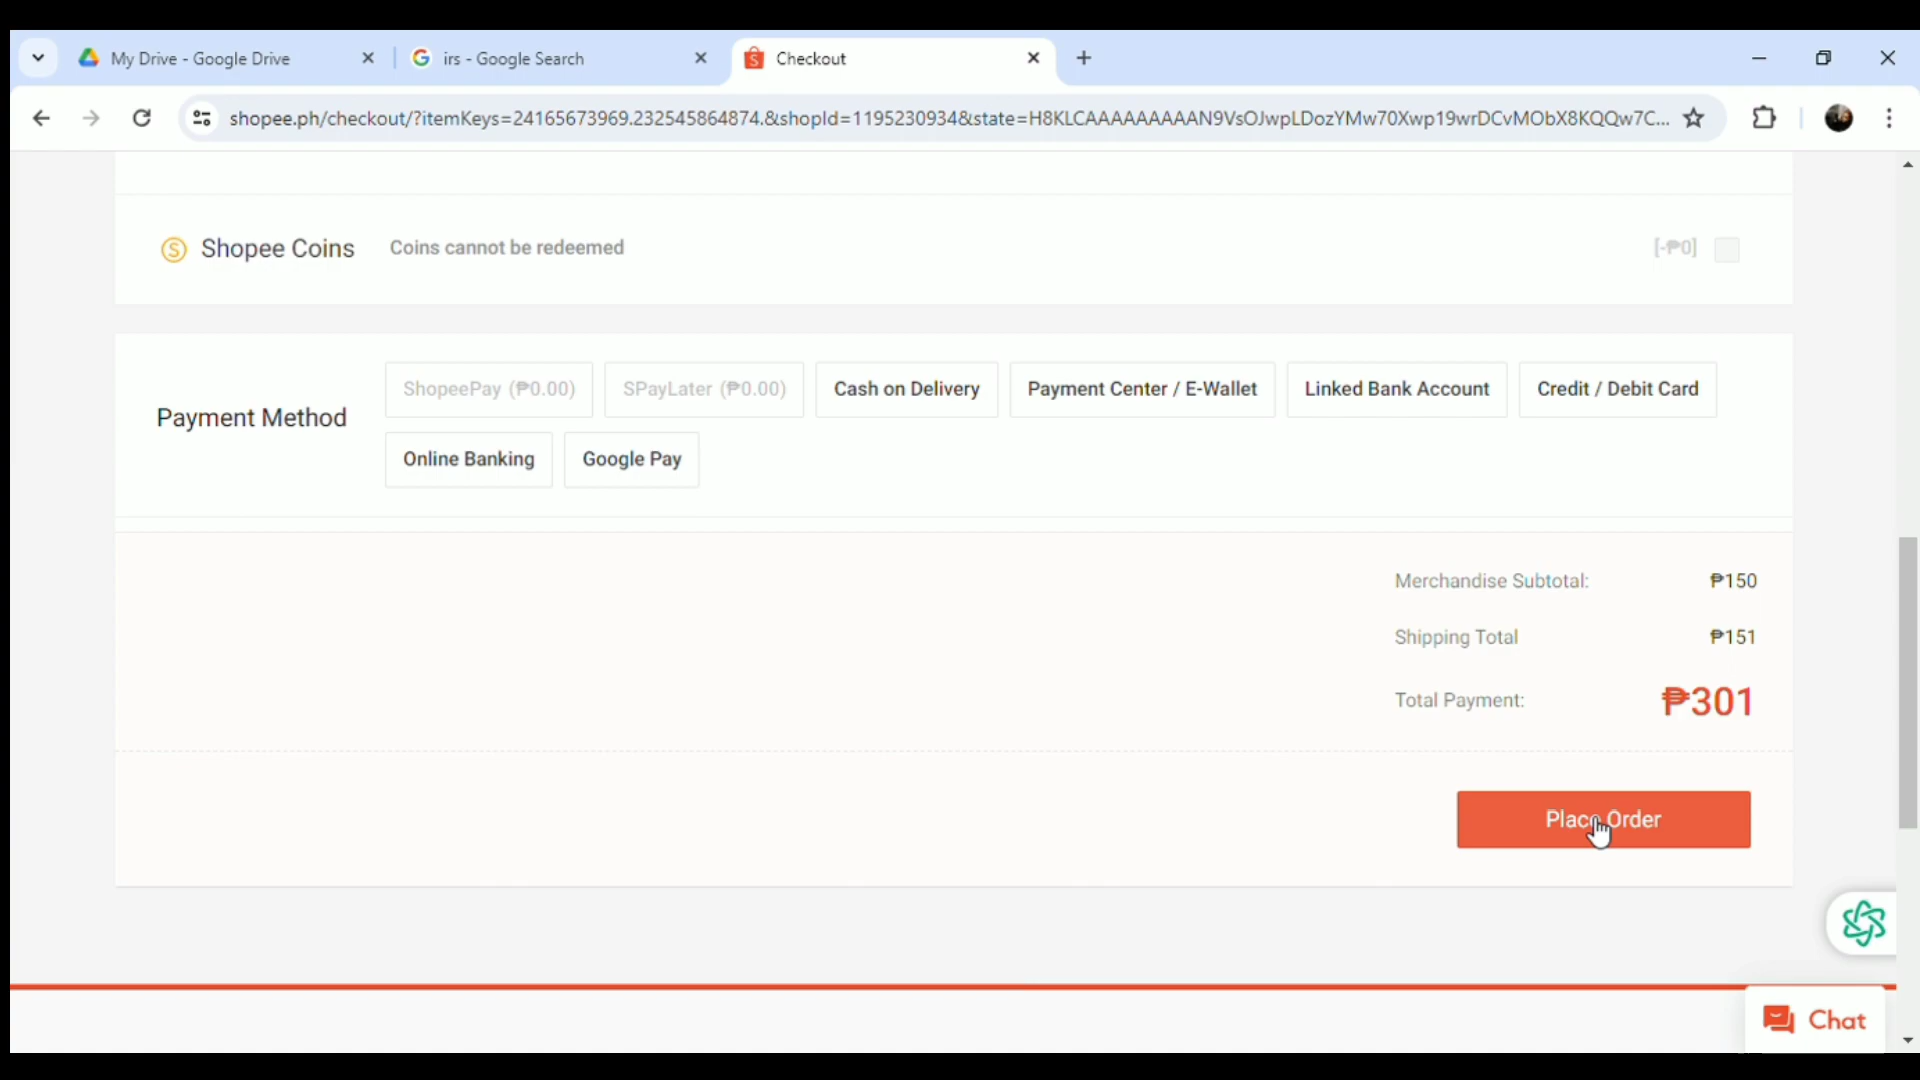 My Drive - Google Drive
irs - Google Search
Checkout
shopee.ph/checkout/?itemKeys=24165673969.232545864874.&shopId=1195230934&state=H8KLCAAAAAAAAAN9VsOJwpLDozYMw70Xwp19wrDCvMObX8KQQw7C...
Shopee Coins Coins cannot be redeemed [-₱0]
ShopeePay (₱0.00) SPayLater (₱0.00) Cash on Delivery Payment Center / E-Wallet Linked Bank Account Credit / Debit Card
Payment Method
Online Banking Google Pay
Merchandise Subtotal: ₱150
Shipping Total ₱151
Total Payment: ₱301
Place Order
Chat